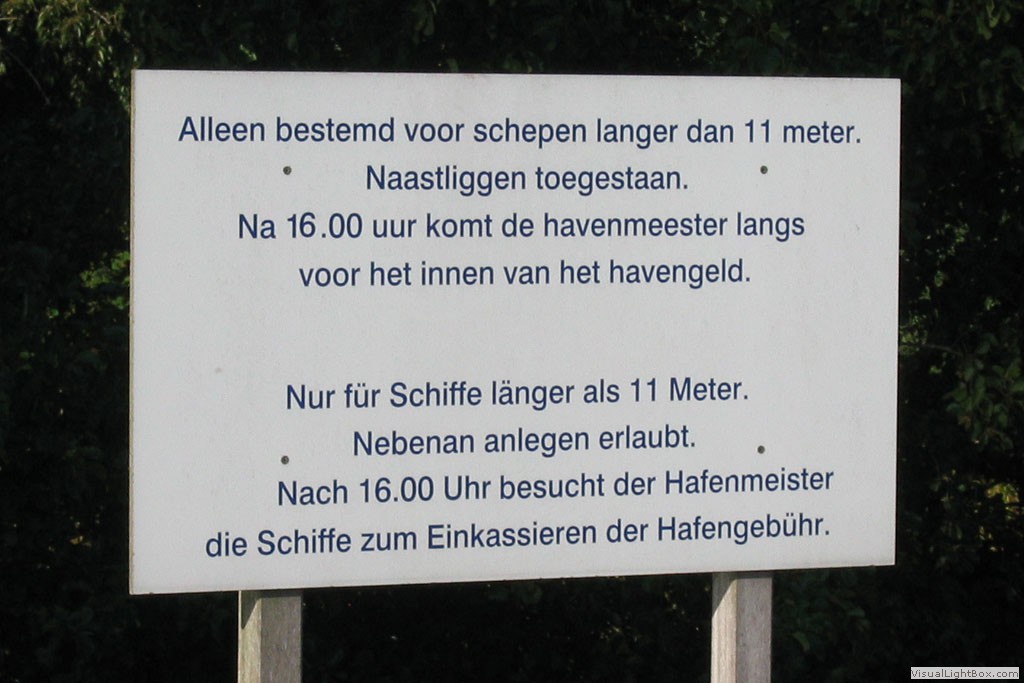 Alleen bestemd voor schepen langer dan 11 meter.
Naastliggen toegestaan.
Na 16.00 uur komt de havenmeester langs
voor het innen van het havengeld.
Nur für Schiffe länger als 11 Meter.
Nebenan anlegen erlaubt.
Nach 16.00 Uhr besucht der Hafenmeister
die Schiffe zum Einkassieren der Hafengebühr.
VisualLightBox.com